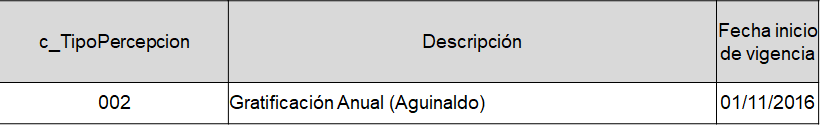 c_TipoPercepcion Descripción Fecha inicio
de vigencia
002 Gratificación Anual (Aguinaldo) 01/11/2016